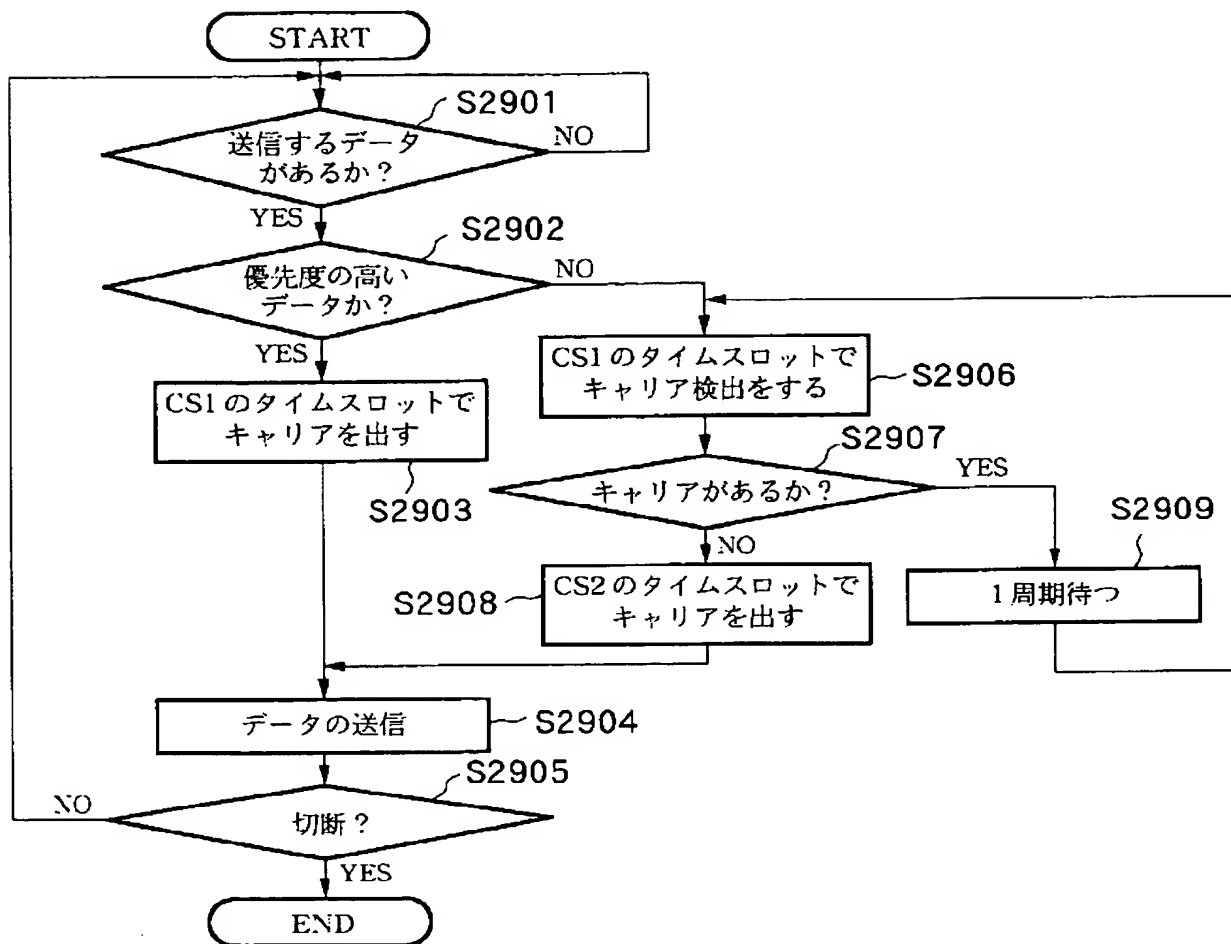 START
S2901
送信するデータ
があるか？
NO
YES
S2902
優先度の高い
データか？
NO
YES
CS1のタイムスロットで
キャリアを出す
S2903
CS1のタイムスロットで
キャリア検出をする
S2906
S2907
キャリアがあるか？
YES
NO
S2909
1周期待つ
S2908
CS2のタイムスロットで
キャリアを出す
データの送信
S2904
S2905
切断？
NO
YES
END